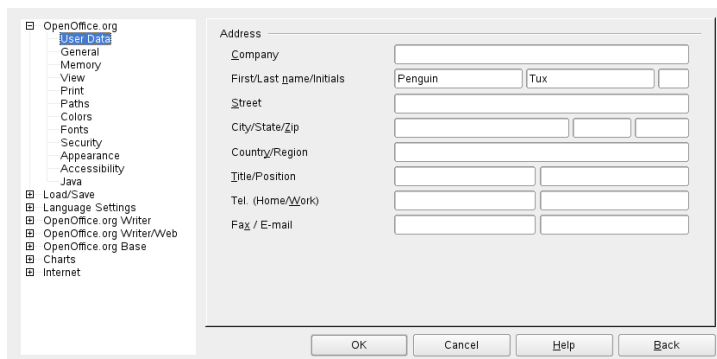 OpenOffice.org
User Data
General
Memory
View
Print
Paths
Colors
Fonts
Security
Appearance
Accessibility
Java
Load/Save
Language Settings
OpenOffice.org Writer
OpenOffice.org Writer/Web
OpenOffice.org Base
Charts
Internet
Address
Company
First/Last name/Initials Penguin Tux
Street
City/State/Zip
Country/Region
Title/Position
Tel. (Home/Work)
Fax / E-mail
OK Cancel Help Back